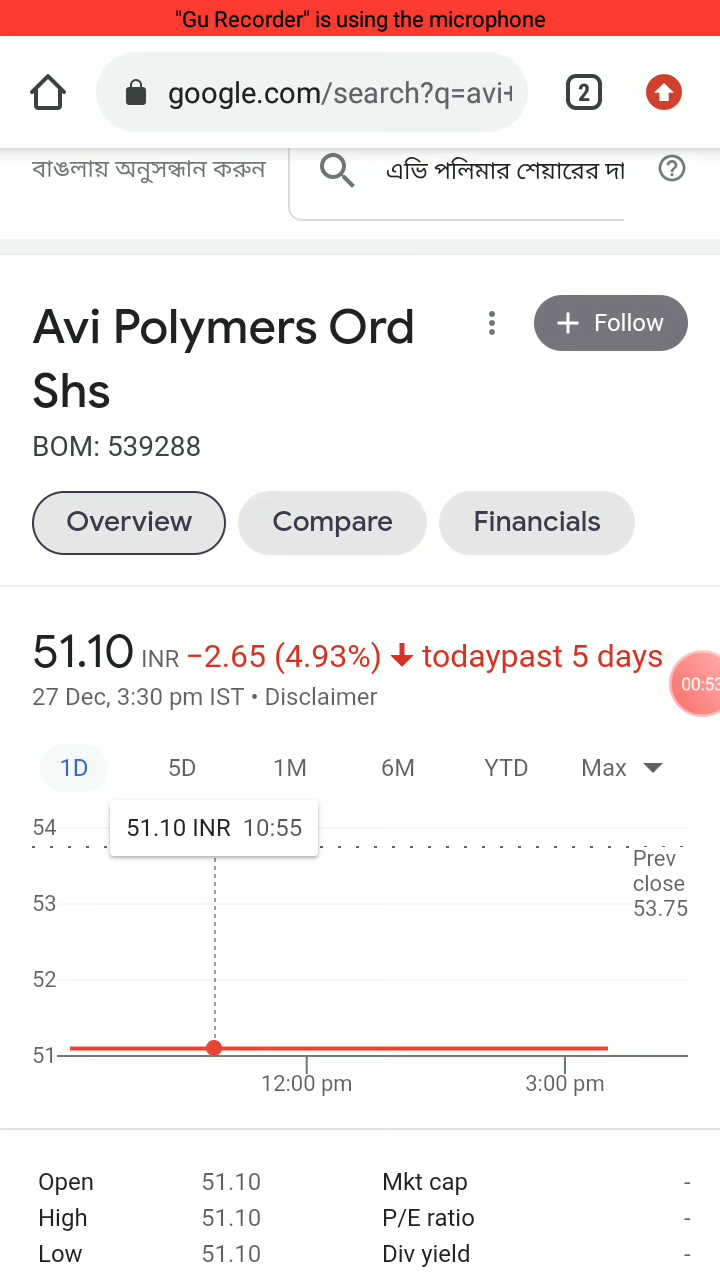 "Gu Recorder" is using the microphone
google.com/search?q=avi+
2
বাঙলায় অনুসন্ধান করুন
এভি পলিমার শেয়ারের দা
Avi Polymers Ord
Shs
BOM: 539288
+ Follow
Overview Compare Financials
51.10 INR −2.65 (4.93%) todaypast 5 days
27 Dec, 3:30 pm IST • Disclaimer
00:53
1D 5D 1M 6M YTD Max
51.10 INR 10:55
54
Prev
close
53.75
53
52
51
12:00 pm 3:00 pm
Open 51.10 Mkt cap -
High 51.10 P/E ratio -
Low 51.10 Div yield -